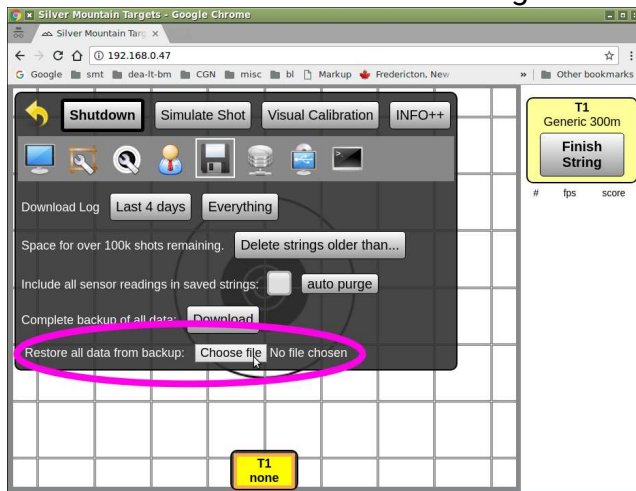 Silver Mountain Targets - Google Chrome
Silver Mountain Targ
192.168.0.47
Google smt dea-lt-bm CGN misc bl Markup Fredericton, New » Other bookmarks
Shutdown Simulate Shot Visual Calibration INFO++
Download Log Last 4 days Everything
Space for over 100k shots remaining. Delete strings older than...
Include all sensor readings in saved strings: auto purge
Complete backup of all data: Download
Restore all data from backup: Choose file No file chosen
T1
Generic 300m
Finish
String
# fps score
T1
none